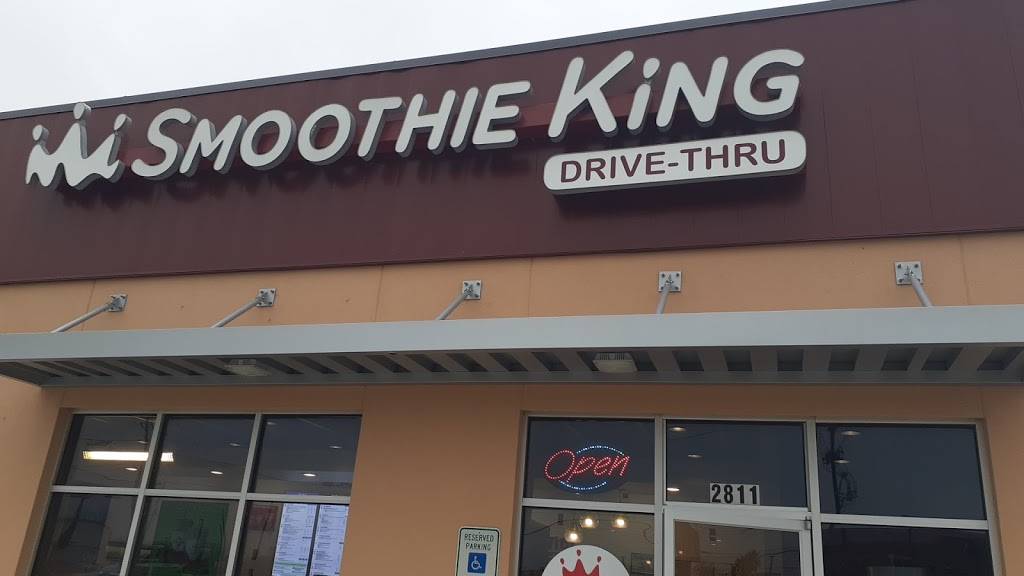 SMOOTHIE KING
DRIVE-THRU
Open
2811
RESERVED
PARKING